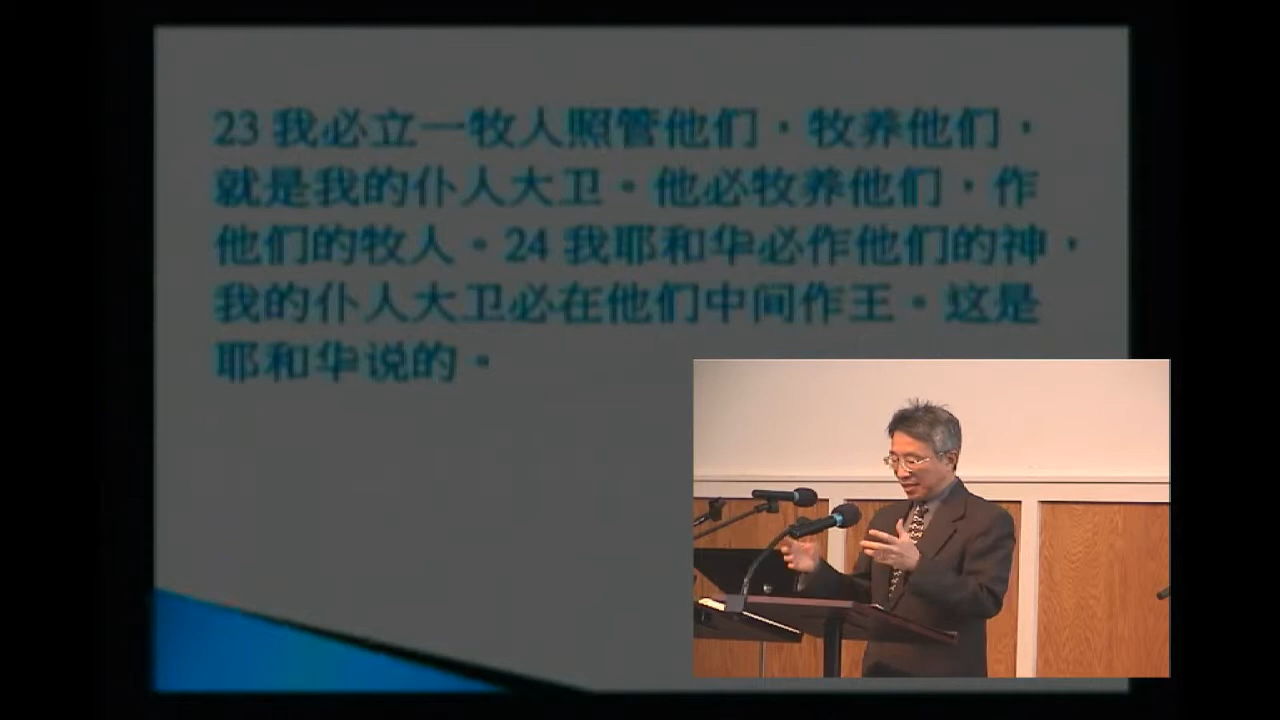 23 我必立一牧人照管他们，牧养他们，
就是我的仆人大卫。他必牧养他们，作
他们的牧人。24 我耶和华必作他们的神，
我的仆人大卫必在他们中间作王。这是
耶和华说的。